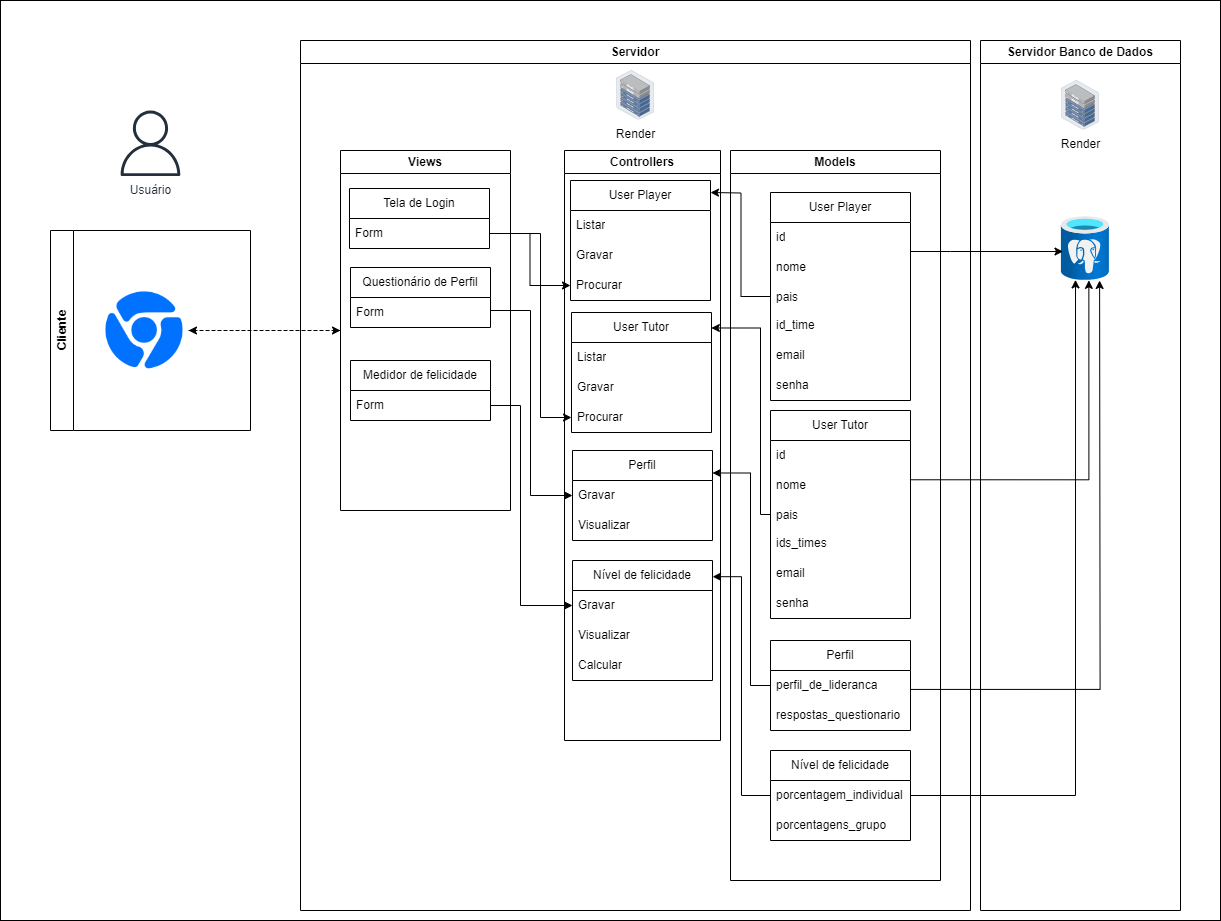 Servidor
Servidor Banco de Dados
Render
Render
Usuário
Cliente
Views
Tela de Login
Form
Questionário de Perfil
Form
Medidor de felicidade
Form
Controllers
User Player
Listar
Gravar
Procurar
User Tutor
Listar
Gravar
Procurar
Perfil
Gravar
Visualizar
Nível de felicidade
Gravar
Visualizar
Calcular
Models
User Player
id
nome
pais
id_time
email
senha
User Tutor
id
nome
pais
ids_times
email
senha
Perfil
perfil_de_lideranca
respostas_questionario
Nível de felicidade
porcentagem_individual
porcentagens_grupo